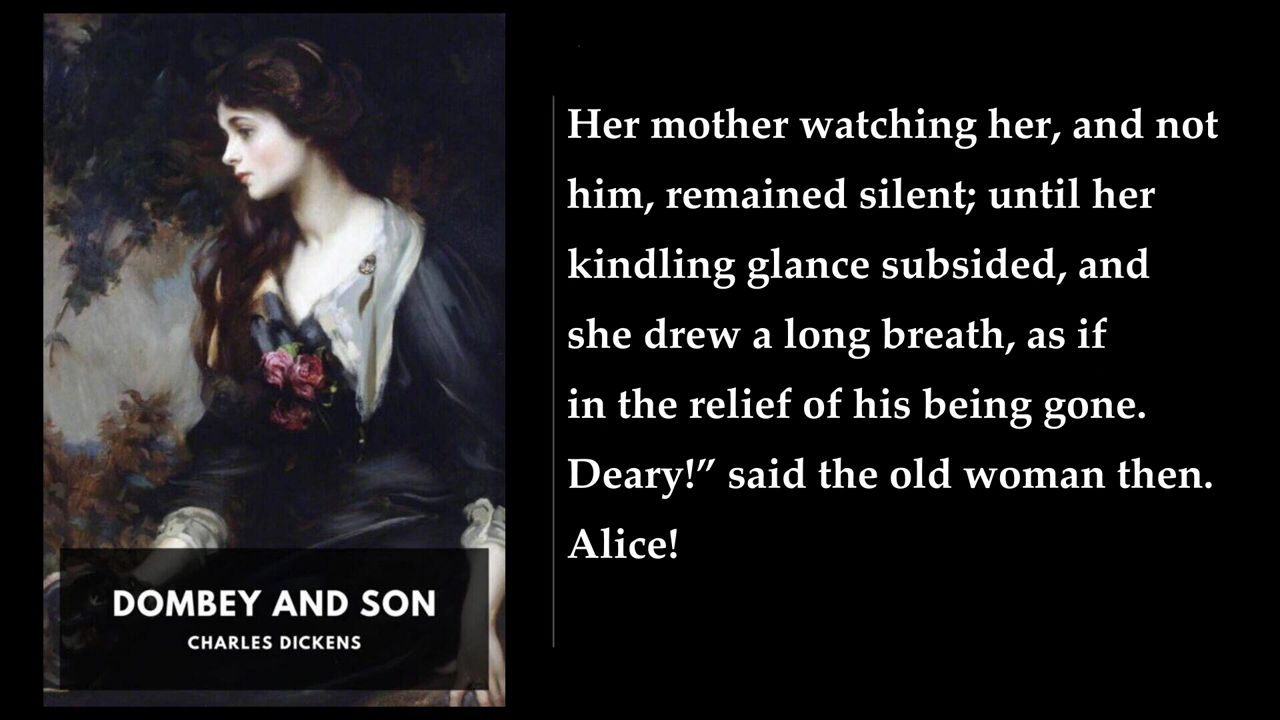 DOMBEY AND SON
CHARLES DICKENS
Her mother watching her, and not
him, remained silent; until her
kindling glance subsided, and
she drew a long breath, as if
in the relief of his being gone.
Deary!” said the old woman then.
Alice!